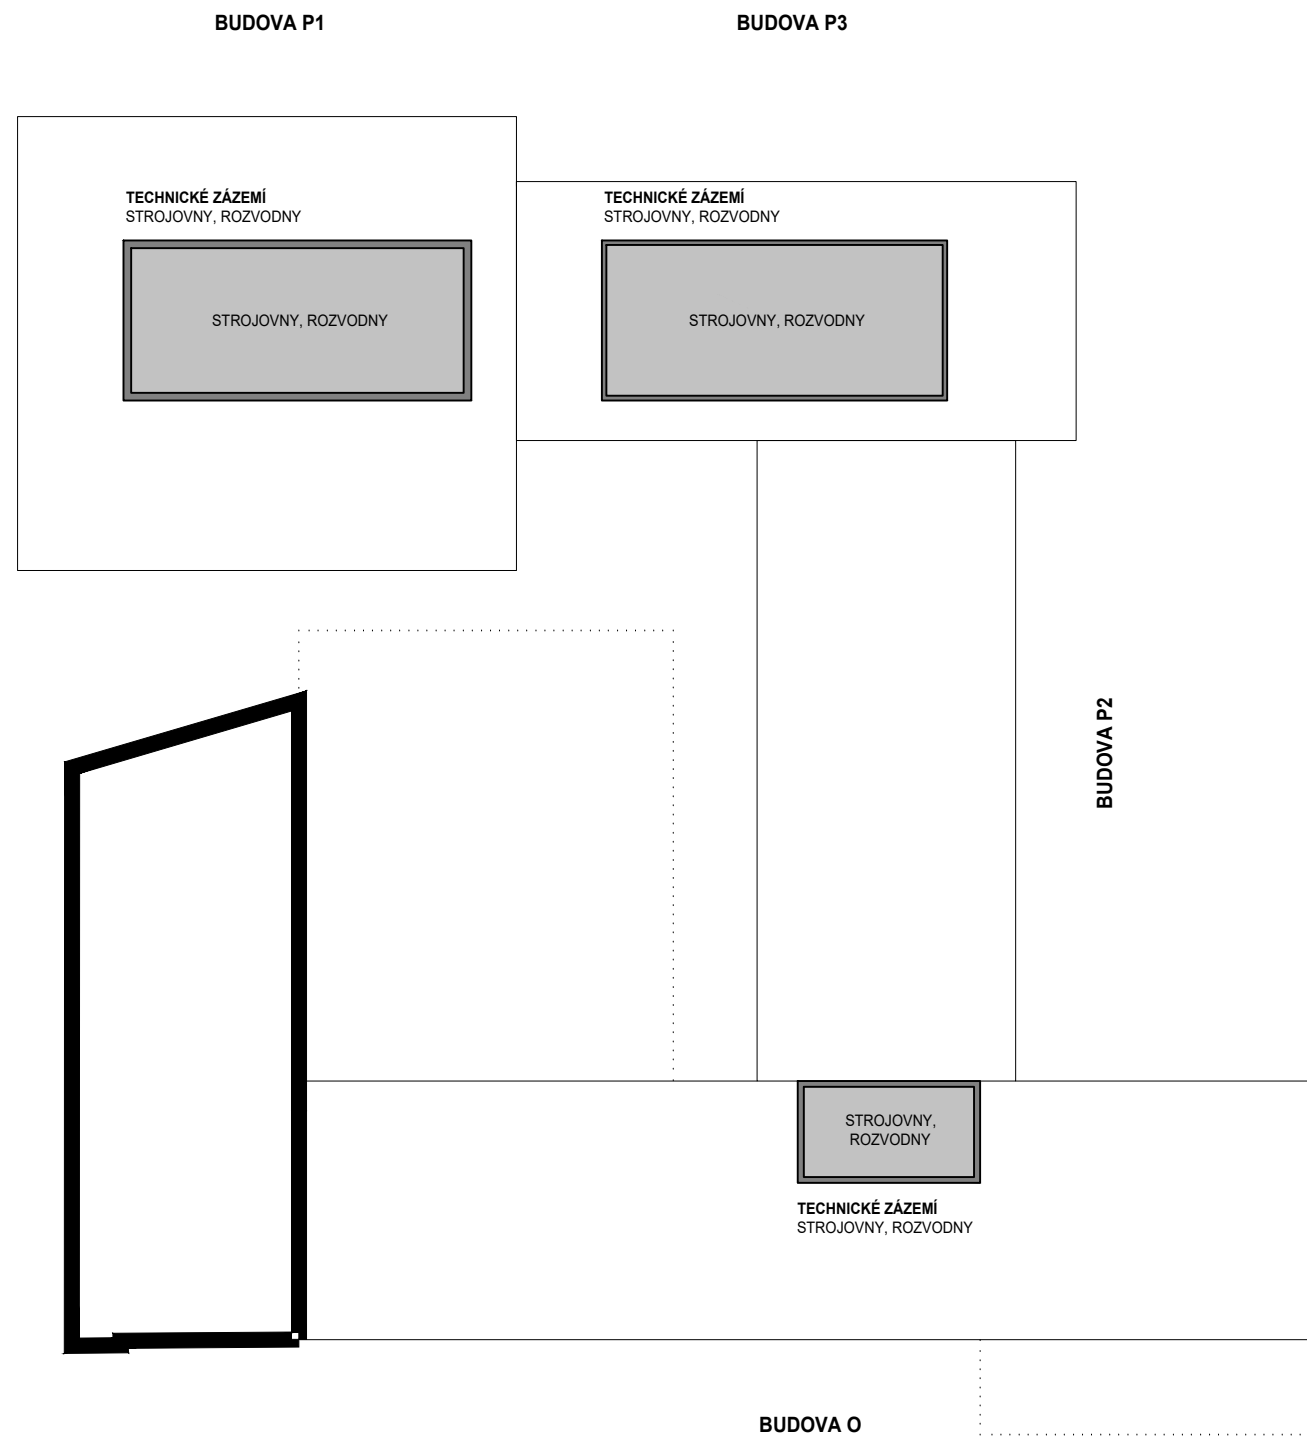 BUDOVA P1
BUDOVA P3
TECHNICKÉ ZÁZEMÍ
STROJOVNY, ROZVODNY
STROJOVNY, ROZVODNY
TECHNICKÉ ZÁZEMÍ
STROJOVNY, ROZVODNY
STROJOVNY, ROZVODNY
BUDOVA P2
STROJOVNY,
ROZVODNY
TECHNICKÉ ZÁZEMÍ
STROJOVNY, ROZVODNY
BUDOVA O